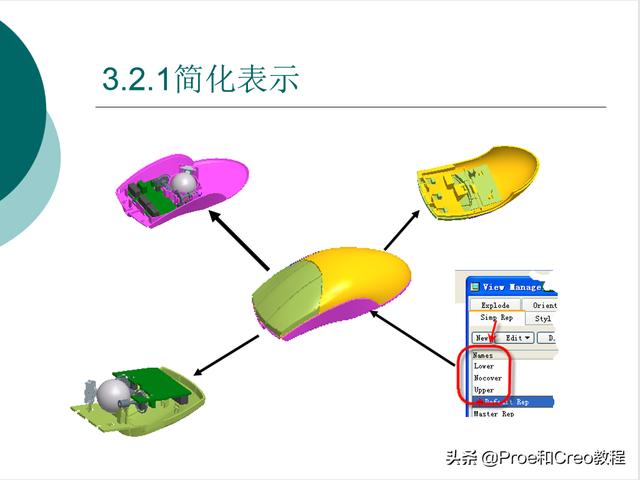 3.2.1简化表示
View Manage
Explode
Orient
Simp Rep
Styl
New
Edit
D.
Names
Lower
Nocover
Upper
Default Rep
Master Rep
头条 @Proe和Creo教程